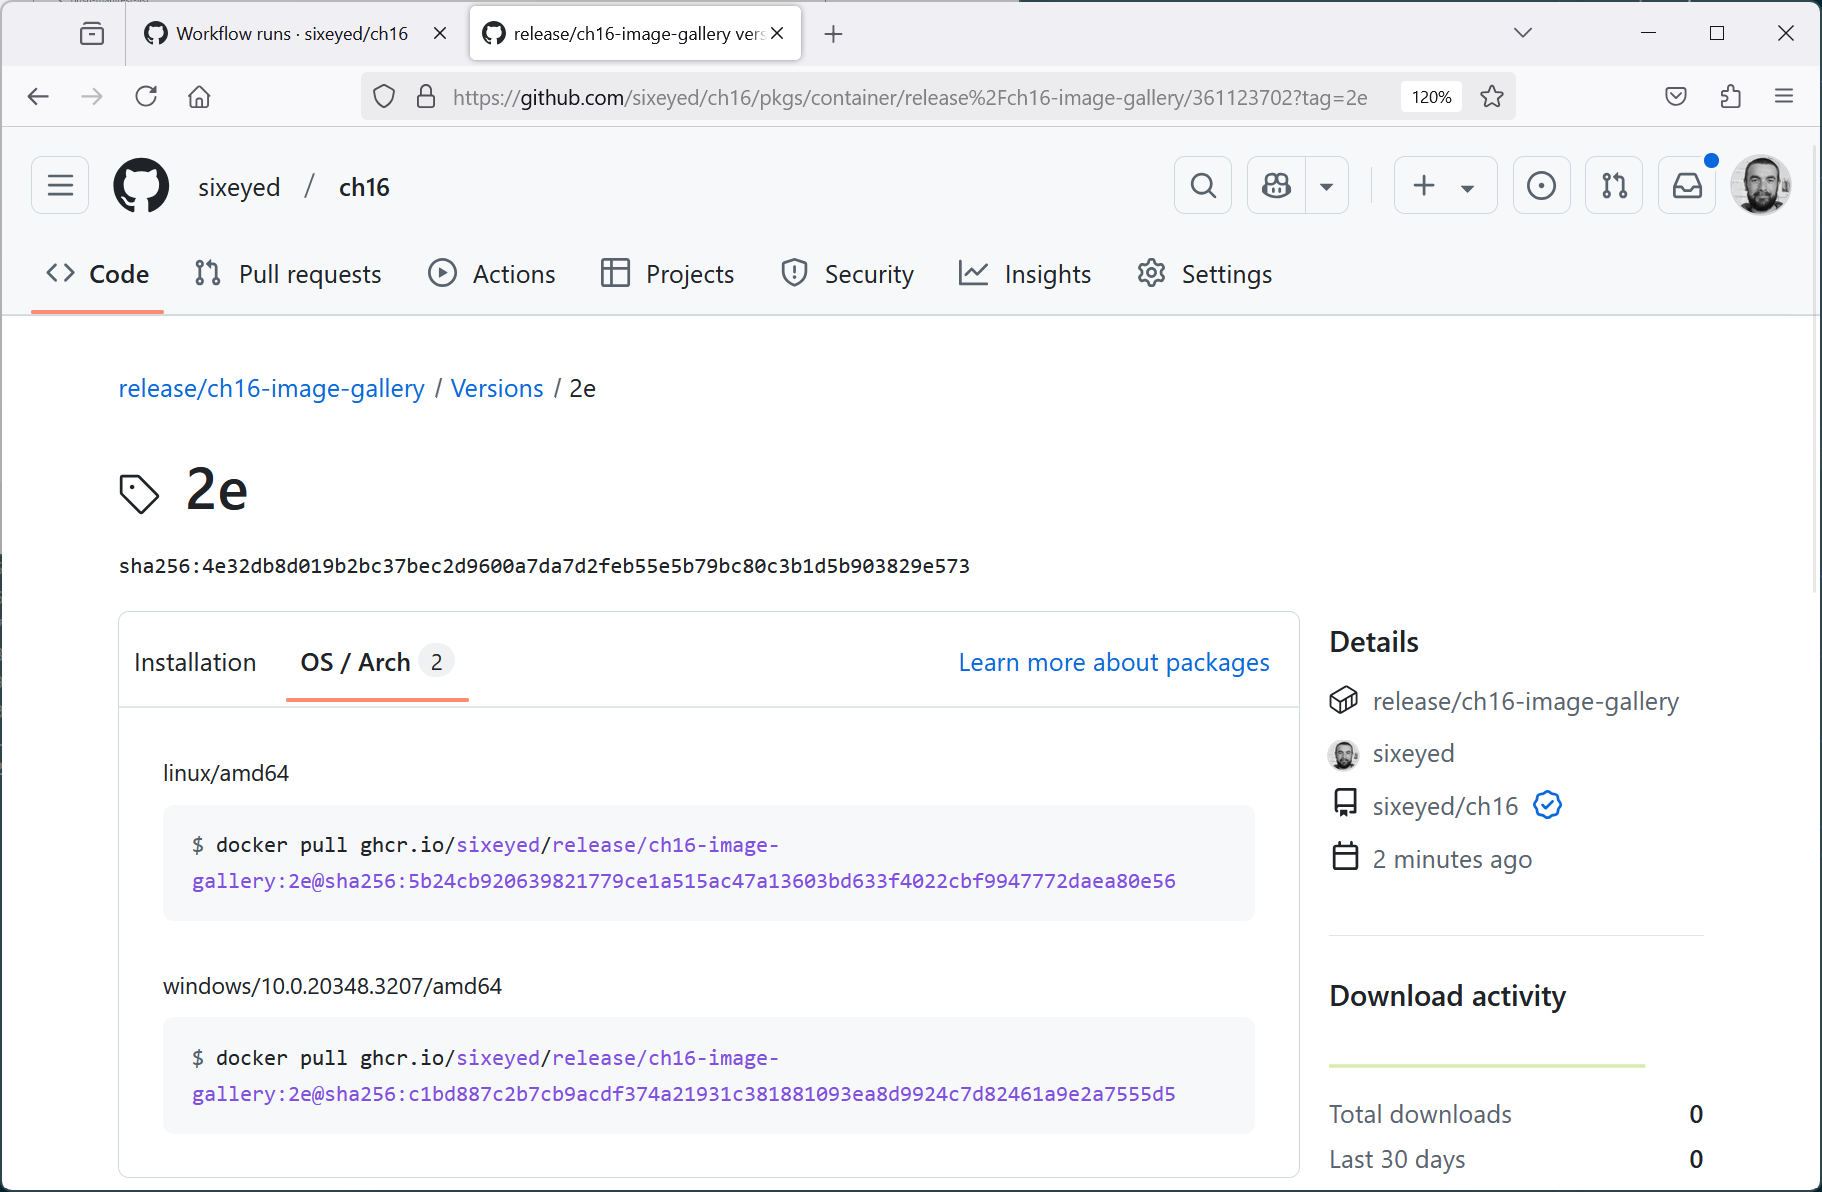 Workflow runs · sixeyed/ch16
release/ch16-image-gallery vers
https://github.com/sixeyed/ch16/pkgs/container/release%2Fch16-image-gallery/361123702?tag=2e
120%
sixeyed / ch16
Code
Pull requests
Actions
Projects
Security
Insights
Settings
release/ch16-image-gallery / Versions / 2e
2e
sha256:4e32db8d019b2bc37bec2d9600a7da7d2feb55e5b79bc80c3b1d5b903829e573
Installation
OS / Arch 2
Learn more about packages
linux/amd64
$ docker pull ghcr.io/sixeyed/release/ch16-image-
gallery:2e@sha256:5b24cb920639821779ce1a515ac47a13603bd633f4022cbf9947772daea80e56
windows/10.0.20348.3207/amd64
$ docker pull ghcr.io/sixeyed/release/ch16-image-
gallery:2e@sha256:c1bd887c2b7cb9acdf374a21931c381881093ea8d9924c7d82461a9e2a7555d5
Details
release/ch16-image-gallery
sixeyed
sixeyed/ch16
2 minutes ago
Download activity
Total downloads 0
Last 30 days 0